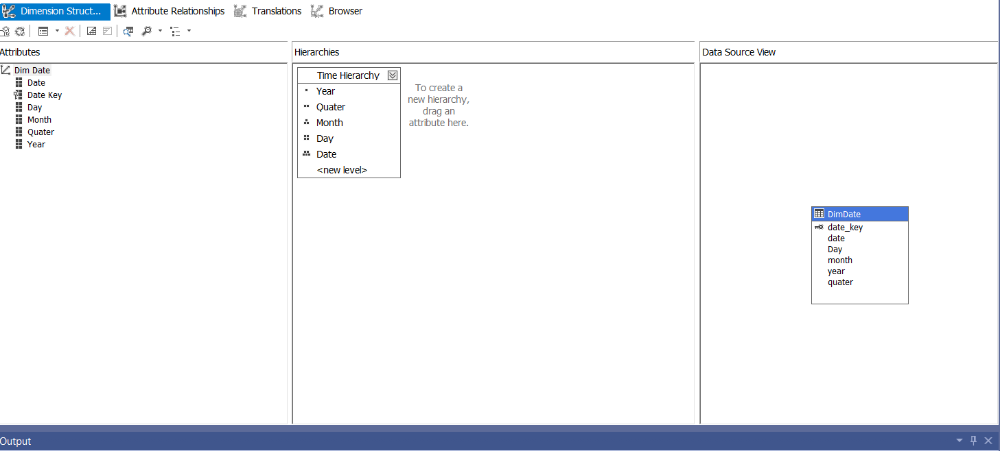 Dimension Struct... Attribute Relationships Translations Browser
Attributes
Dim Date
Date
Date Key
Day
Month
Quater
Year
Hierarchies
Time Hierarchy
Year
Quater
Month
Day
Date
<new level>
To create a
new hierarchy,
drag an
attribute here.
Data Source View
DimDate
date_key
date
Day
month
year
quater
Output